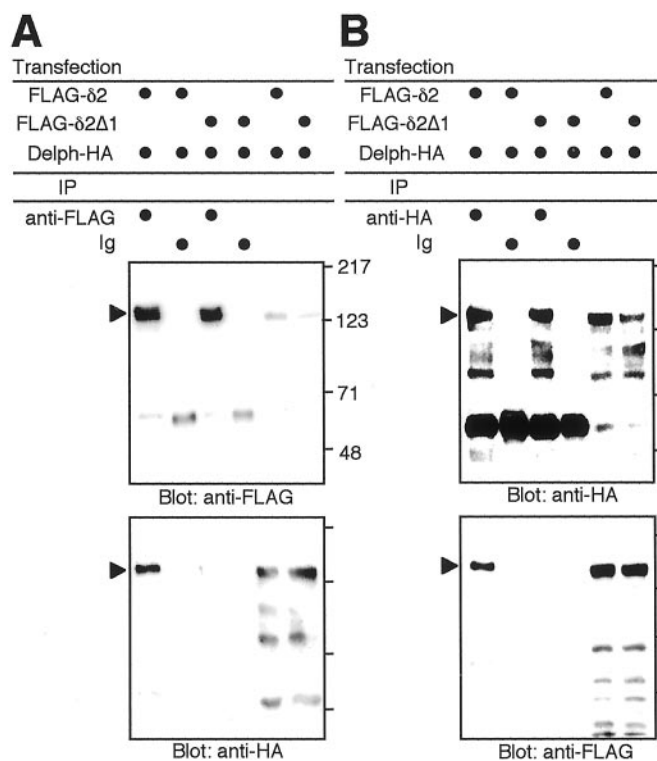 A
Transfection
FLAG-δ2
FLAG-δ2Δ1
Delph-HA
IP
anti-FLAG
Ig
217
123
71
48
Blot: anti-FLAG
Blot: anti-HA
B
Transfection
FLAG-δ2
FLAG-δ2Δ1
Delph-HA
IP
anti-HA
Ig
Blot: anti-HA
Blot: anti-FLAG